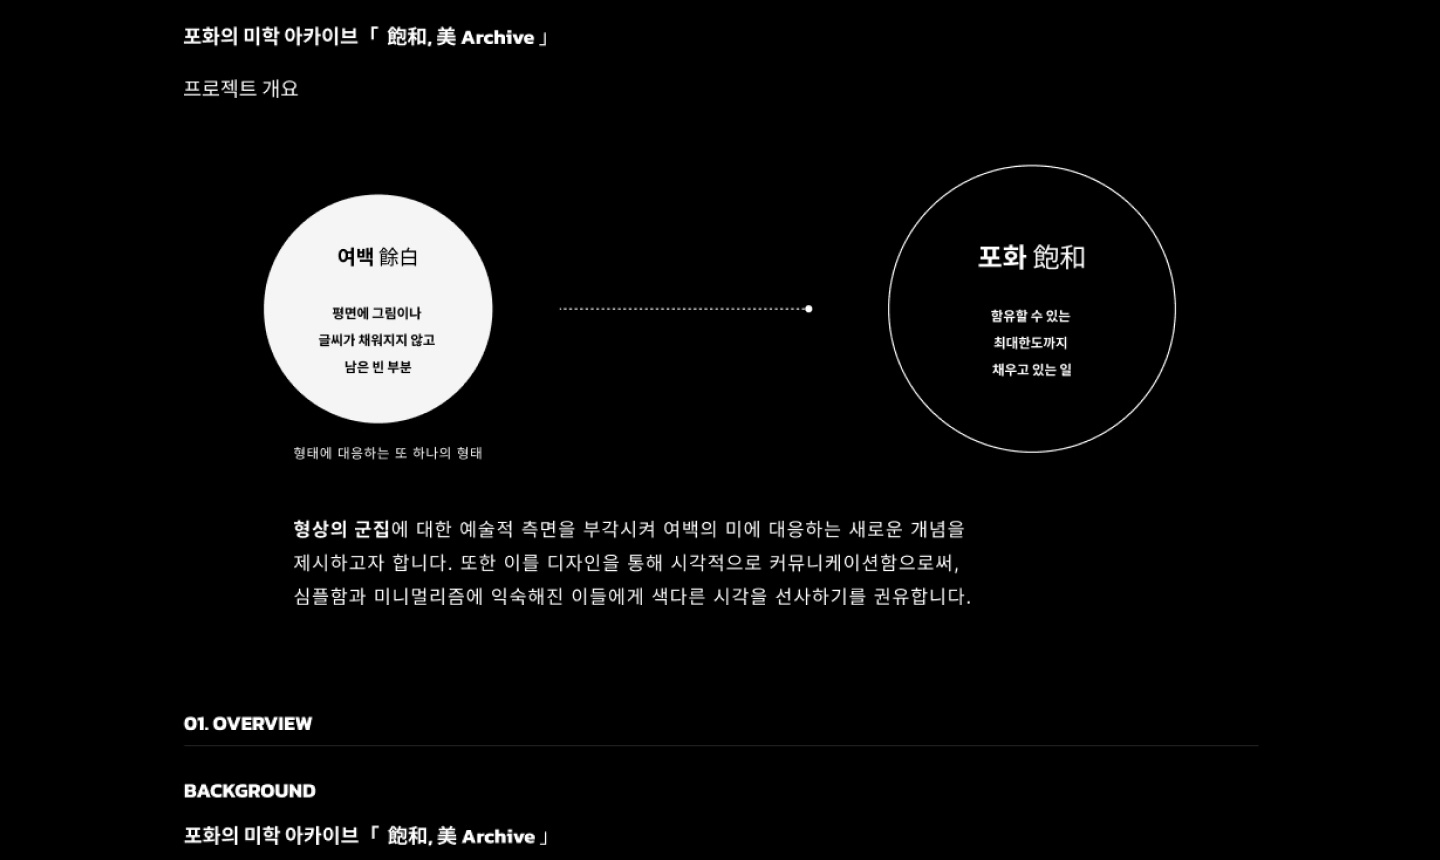 포화의 미학 아카이브「 飽和, 美 Archive 」
프로젝트 개요
여백 餘白
평면에 그림이나
글씨가 채워지지 않고
남은 빈 부분
형태에 대응하는 또 하나의 형태
포화 飽和
함유할 수 있는
최대한도까지
채우고 있는 일
형상의 군집에 대한 예술적 측면을 부각시켜 여백의 미에 대응하는 새로운 개념을
제시하고자 합니다. 또한 이를 디자인을 통해 시각적으로 커뮤니케이션함으로써,
심플함과 미니멀리즘에 익숙해진 이들에게 색다른 시각을 선사하기를 권유합니다.
01. OVERVIEW
BACKGROUND
포화의 미학 아카이브「 飽和, 美 Archive 」